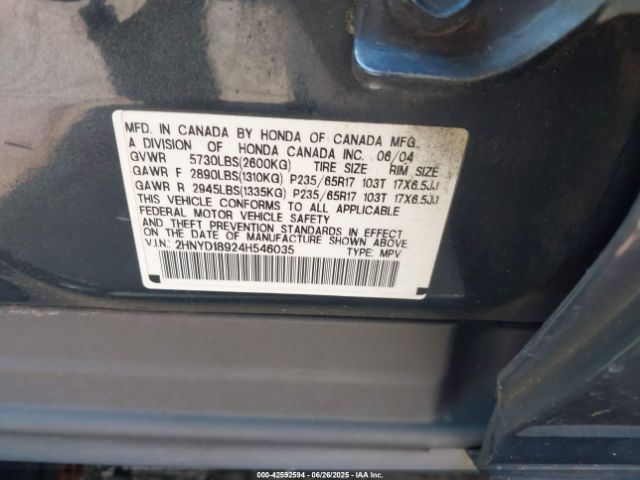 MFD. IN CANADA BY HONDA OF CANADA MFG.
A DIVISION OF HONDA CANADA INC. 06/04
GVWR 5730LBS(2600KG) TIRE SIZE RIM SIZE
GAWR F 2890LBS(1310KG) P235/65R17 103T 17X6.5JJ
GAWR R 2945LBS(1335KG) P235/65R17 103T 17X6.5JJ
THIS VEHICLE CONFORMS TO ALL APPLICABLE
FEDERAL MOTOR VEHICLE SAFETY
AND THEFT PREVENTION STANDARDS IN EFFECT
ON THE DATE OF MANUFACTURE SHOWN ABOVE.
V.I.N.: 2HNYD18924H546035 TYPE: MPV
000-42592594 - 06/26/2025 - IAA Inc.